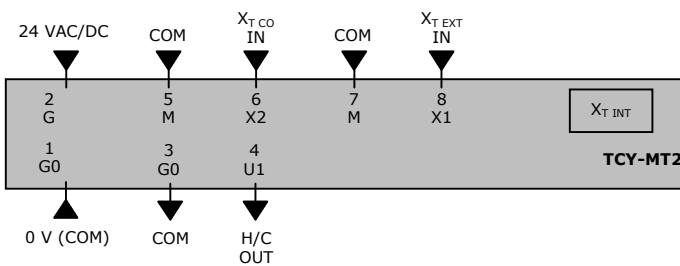 24 VAC/DC
COM
XT CO
IN
COM
XT EXT
IN
2
G
5
M
6
X2
7
M
8
X1
XT INT
1
G0
3
G0
4
U1
TCY-MT2
0 V (COM)
COM
H/C
OUT